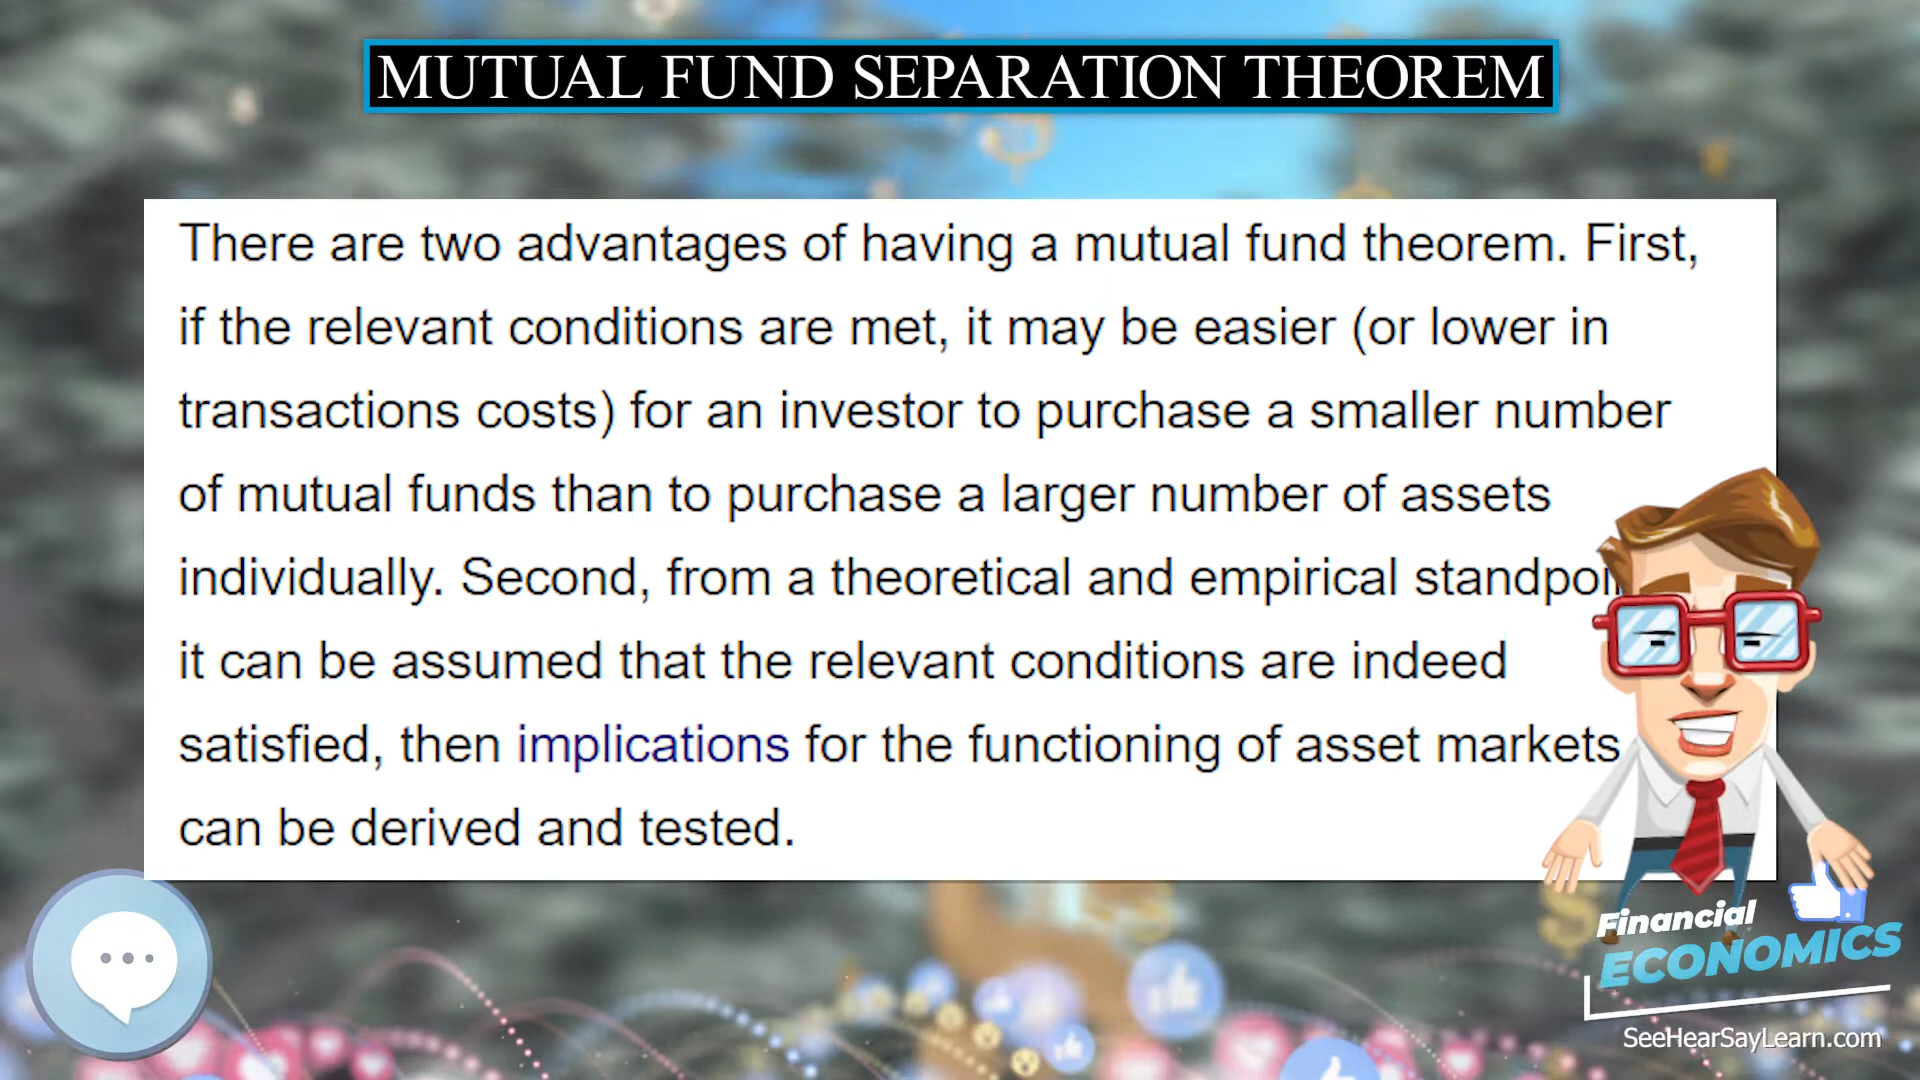 MUTUAL FUND SEPARATION THEOREM
There are two advantages of having a mutual fund theorem. First,
if the relevant conditions are met, it may be easier (or lower in
transactions costs) for an investor to purchase a smaller number
of mutual funds than to purchase a larger number of assets
individually. Second, from a theoretical and empirical
it can be assumed that the relevant conditions are indeed
satisfied, then implications for the functioning of asset markets
can be derived and tested.
Financial
ECONOMICS
SeeHearSayLearn.com